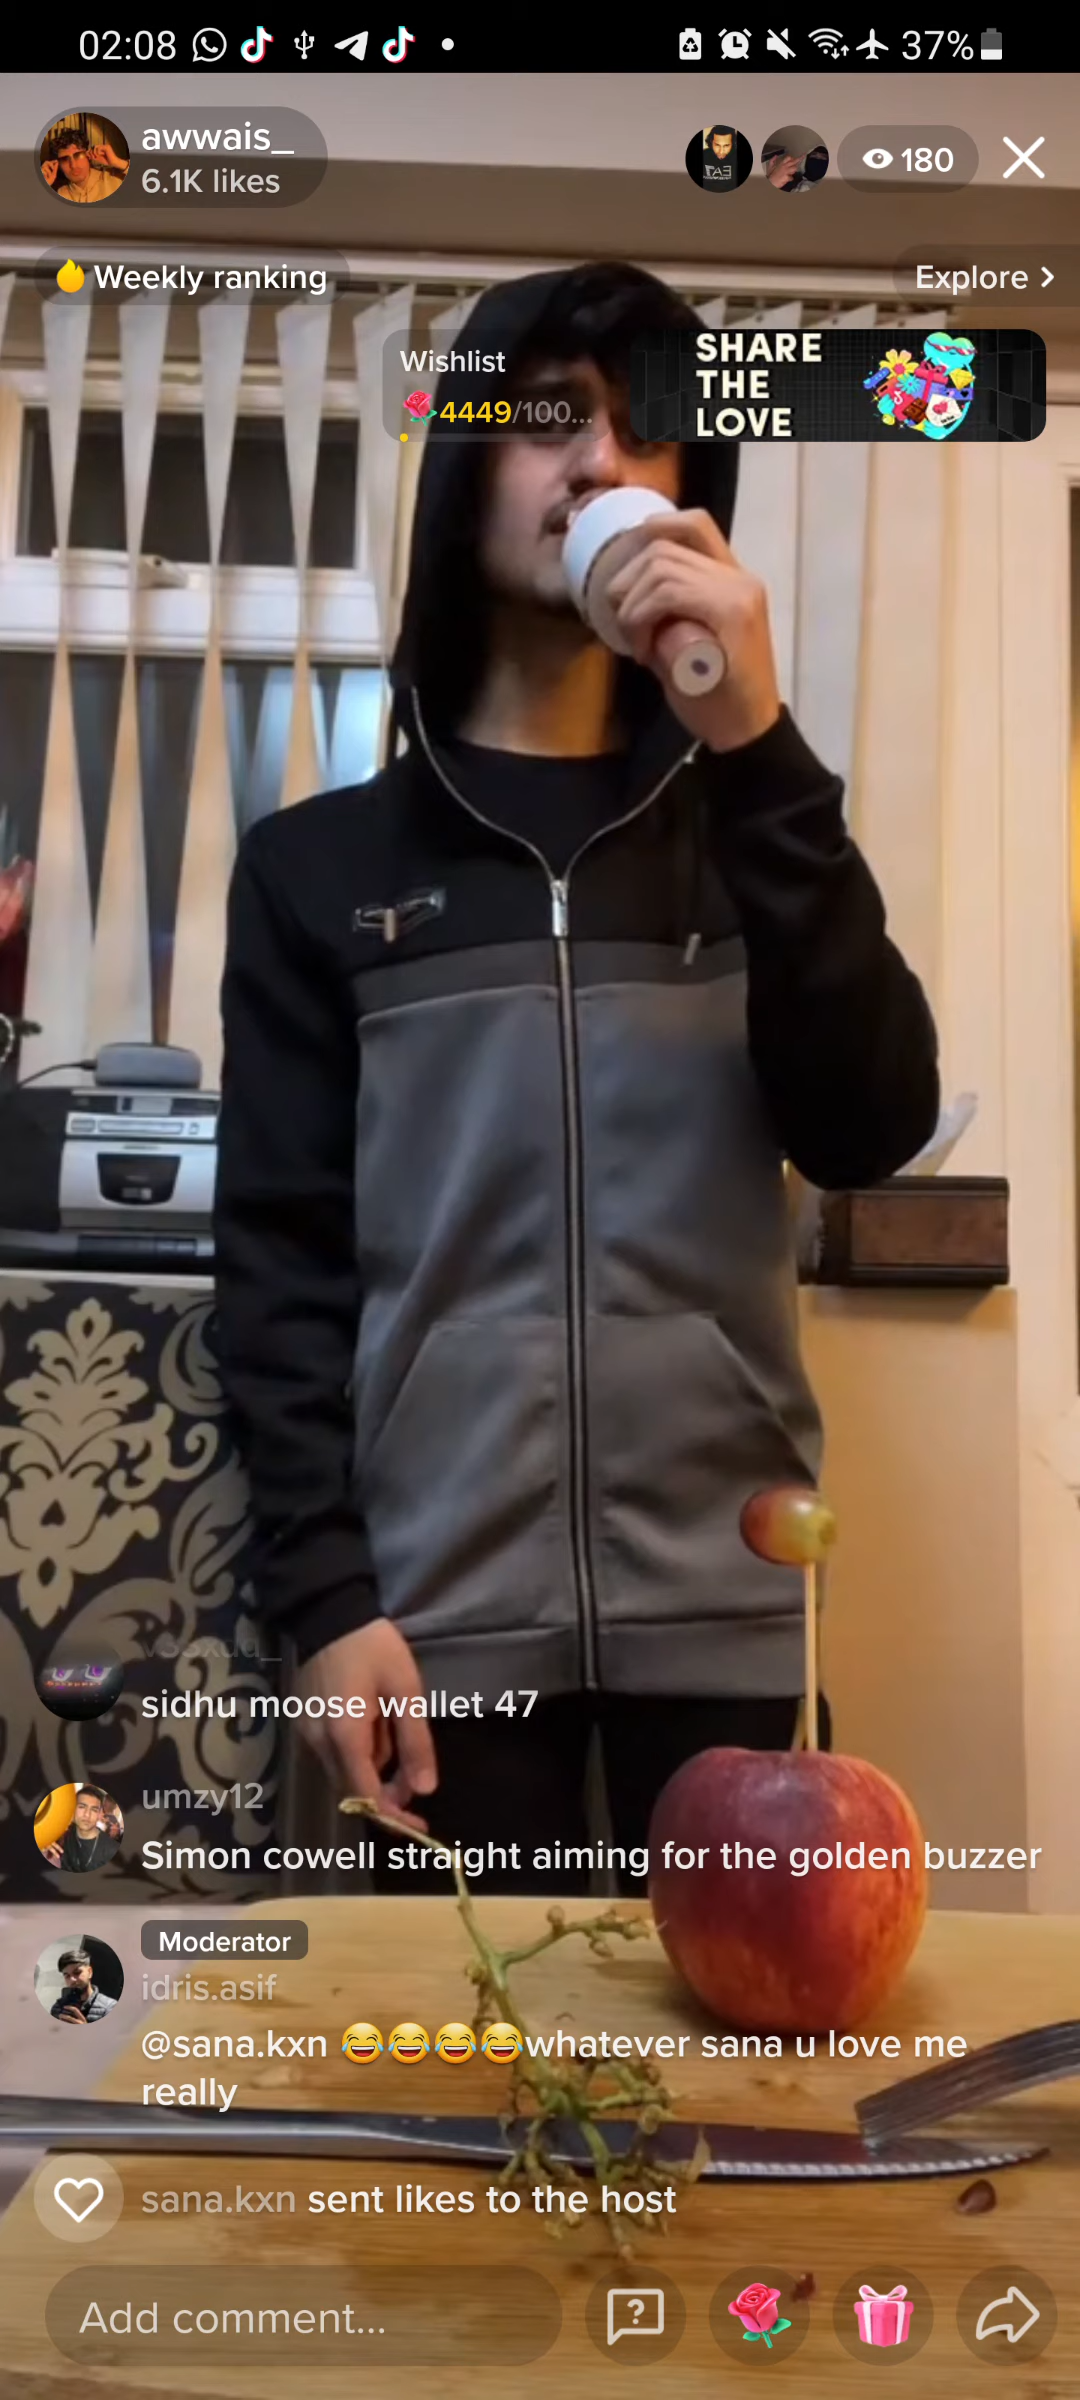 02:08
37%
awwais_
6.1K likes
180
Weekly ranking
Explore >
Wishlist
4449/100...
SHARE
THE
LOVE
sidhu moose wallet 47
umzy12
Simon cowell straight aiming for the golden buzzer
Moderator
idris.asif
@sana.kxn 😂😂😂😂whatever sana u love me
really
sana.kxn sent likes to the host
Add comment...